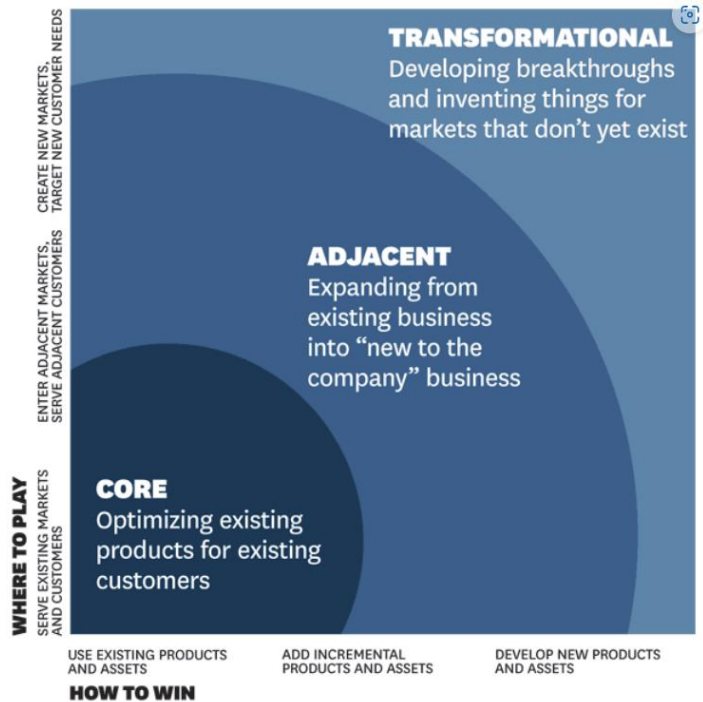 TRANSFORMATIONAL
Developing breakthroughs
and inventing things for
markets that don’t yet exist
ADJACENT
Expanding from
existing business
into “new to the
company” business
CORE
Optimizing existing
products for existing
customers
WHERE TO PLAY
CREATE NEW MARKETS,
TARGET NEW CUSTOMER NEEDS
ENTER ADJACENT MARKETS,
SERVE ADJACENT CUSTOMERS
SERVE EXISTING MARKETS
AND CUSTOMERS
USE EXISTING PRODUCTS
AND ASSETS
ADD INCREMENTAL
PRODUCTS AND ASSETS
DEVELOP NEW PRODUCTS
AND ASSETS
HOW TO WIN